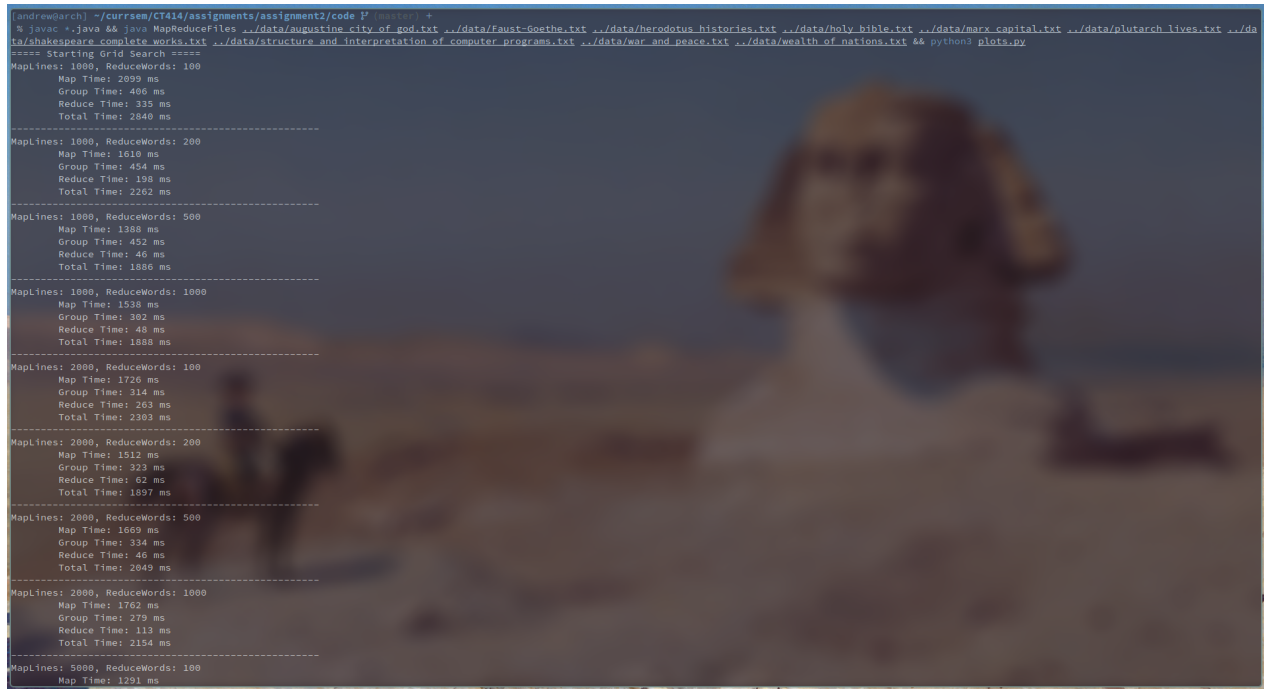 [andrew@arch] ~/currsem/CT414/assignments/assignment2/code (master) +
% javac *.java && java MapReduceFiles ../data/augustine_city_of_god.txt ../data/Faust-Goethe.txt ../data/herodotus_histories.txt ../data/holy_bible.txt ../data/marx_capital.txt ../data/plutarch_lives.txt ../da
ta/shakespeare_complete_works.txt ../data/structure_and_interpretation_of_computer_programs.txt ../data/war_and_peace.txt ../data/wealth_of_nations.txt && python3 plots.py
===== Starting Grid Search =====
MapLines: 1000, ReduceWords: 100
Map Time: 2099 ms
Group Time: 406 ms
Reduce Time: 335 ms
Total Time: 2840 ms
----------------------------------------------------
MapLines: 1000, ReduceWords: 200
Map Time: 1610 ms
Group Time: 454 ms
Reduce Time: 198 ms
Total Time: 2262 ms
----------------------------------------------------
MapLines: 1000, ReduceWords: 500
Map Time: 1388 ms
Group Time: 452 ms
Reduce Time: 46 ms
Total Time: 1886 ms
----------------------------------------------------
MapLines: 1000, ReduceWords: 1000
Map Time: 1538 ms
Group Time: 302 ms
Reduce Time: 48 ms
Total Time: 1888 ms
----------------------------------------------------
MapLines: 2000, ReduceWords: 100
Map Time: 1726 ms
Group Time: 314 ms
Reduce Time: 263 ms
Total Time: 2303 ms
----------------------------------------------------
MapLines: 2000, ReduceWords: 200
Map Time: 1512 ms
Group Time: 323 ms
Reduce Time: 62 ms
Total Time: 1897 ms
----------------------------------------------------
MapLines: 2000, ReduceWords: 500
Map Time: 1669 ms
Group Time: 334 ms
Reduce Time: 46 ms
Total Time: 2049 ms
----------------------------------------------------
MapLines: 2000, ReduceWords: 1000
Map Time: 1762 ms
Group Time: 279 ms
Reduce Time: 113 ms
Total Time: 2154 ms
----------------------------------------------------
MapLines: 5000, ReduceWords: 100
Map Time: 1291 ms